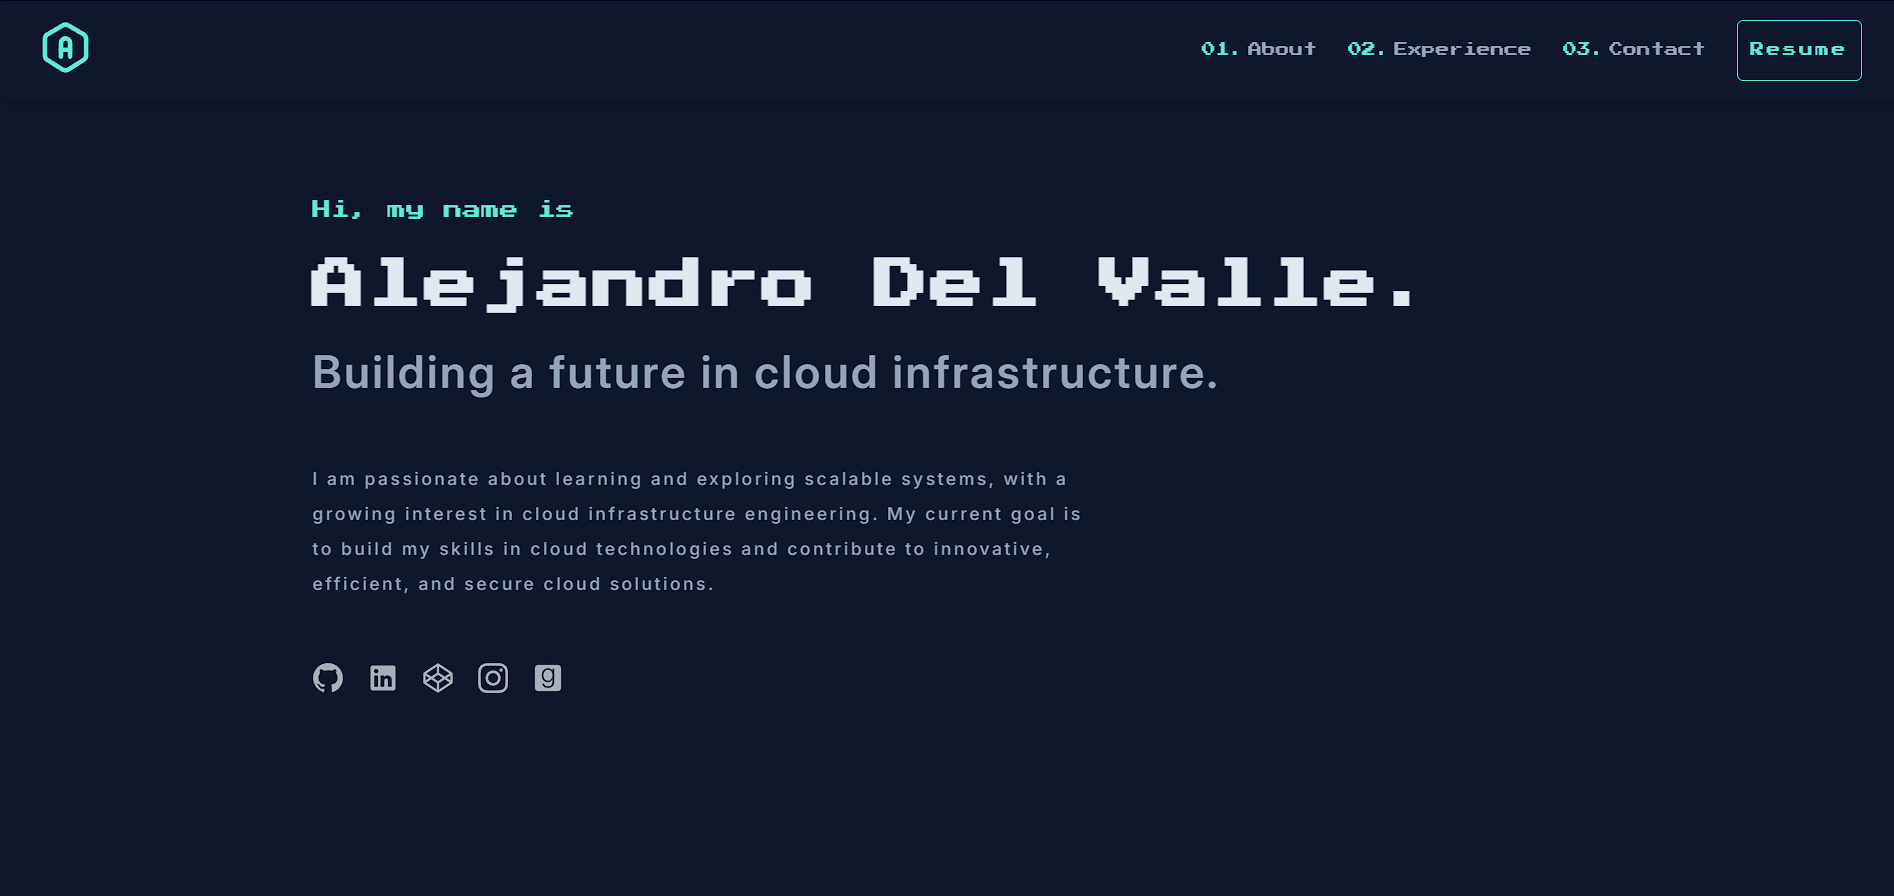 A
01. About 02. Experience 03. Contact Resume
Hi, my name is
Alejandro Del Valle.
Building a future in cloud infrastructure.
I am passionate about learning and exploring scalable systems, with a
growing interest in cloud infrastructure engineering. My current goal is
to build my skills in cloud technologies and contribute to innovative,
efficient, and secure cloud solutions.
in g